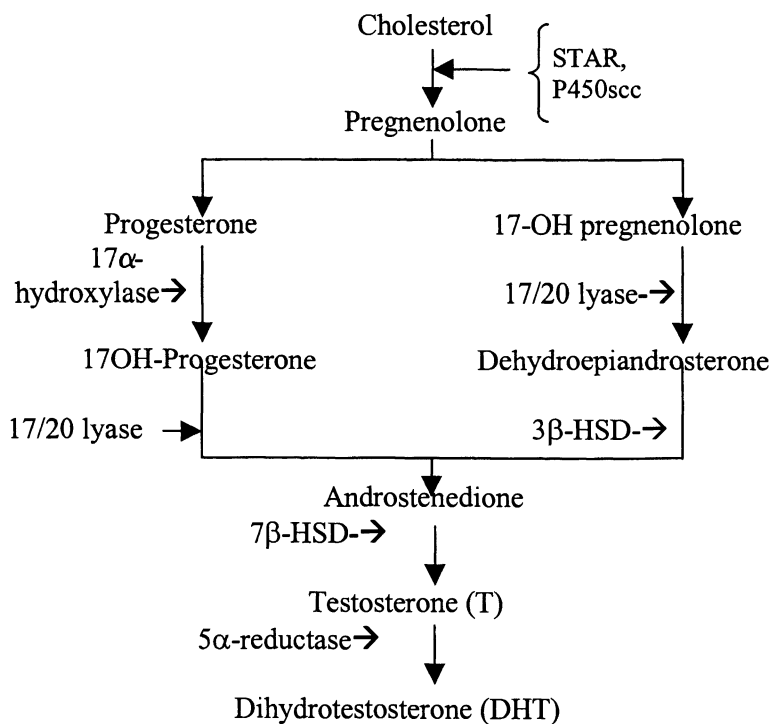 Cholesterol
STAR,
P450scc
Pregnenolone
Progesterone
17-OH pregnenolone
17α-
hydroxylase→
17/20 lyase-→
17OH-Progesterone
Dehydroepiandrosterone
17/20 lyase
3β-HSD-→
Androstenedione
7β-HSD-→
Testosterone (T)
5α-reductase→
Dihydrotestosterone (DHT)